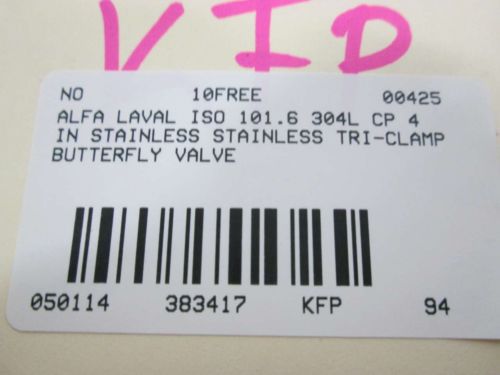 VID
NO 10FREE 00425
ALFA LAVAL ISO 101.6 304L CP 4
IN STAINLESS STAINLESS TRI-CLAMP
BUTTERFLY VALVE
050114 383417 KFP 94